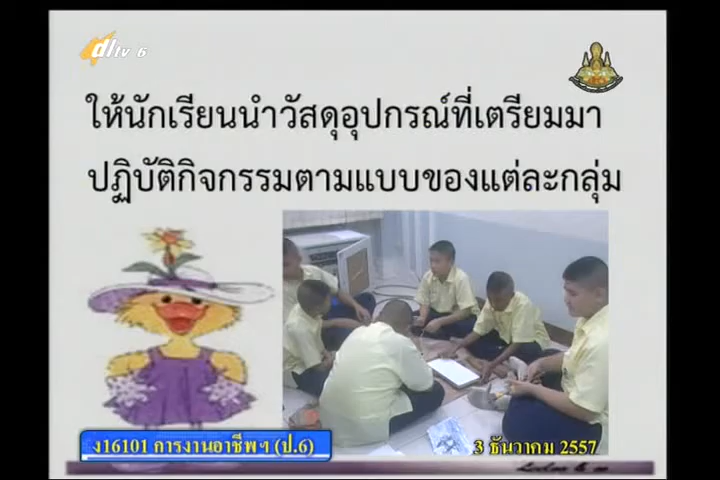 dltv 6
ให้นักเรียนนำวัสดุอุปกรณ์ที่เตรียมมา
ปฏิบัติกิจกรรมตามแบบของแต่ละกลุ่ม
ง16101 การงานอาชีพฯ (ป.6)
3 ธันวาคม 2557